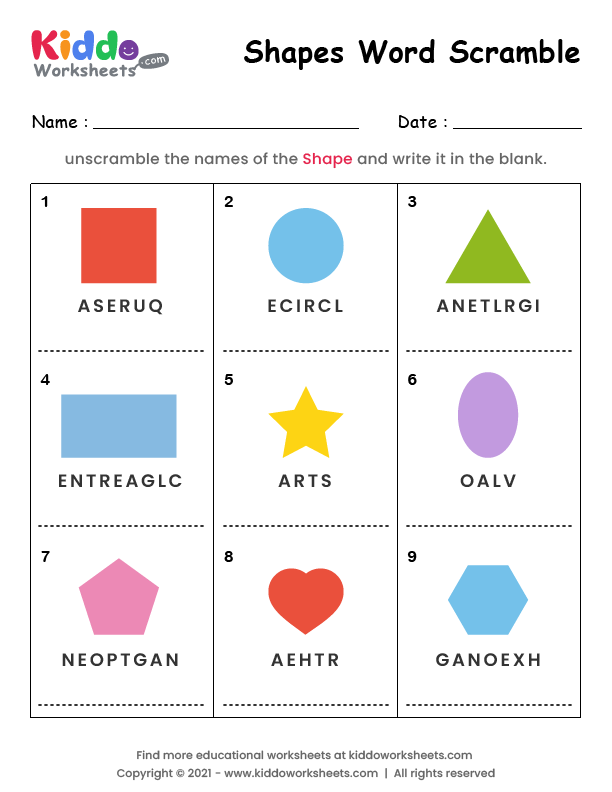 Kiddo
Worksheets.com
Shapes Word Scramble
Name : Date :
unscramble the names of the Shape and write it in the blank.
1 2 3
ASERUQ ECIRCL ANETLRGI
4 5 6
ENTREAGLC ARTS OALV
7 8 9
NEOPTGAN AEHTR GANOEXH
Find more educational worksheets at kiddoworksheets.com
Copyright © 2021 - www.kiddoworksheets.com | All rights reserved